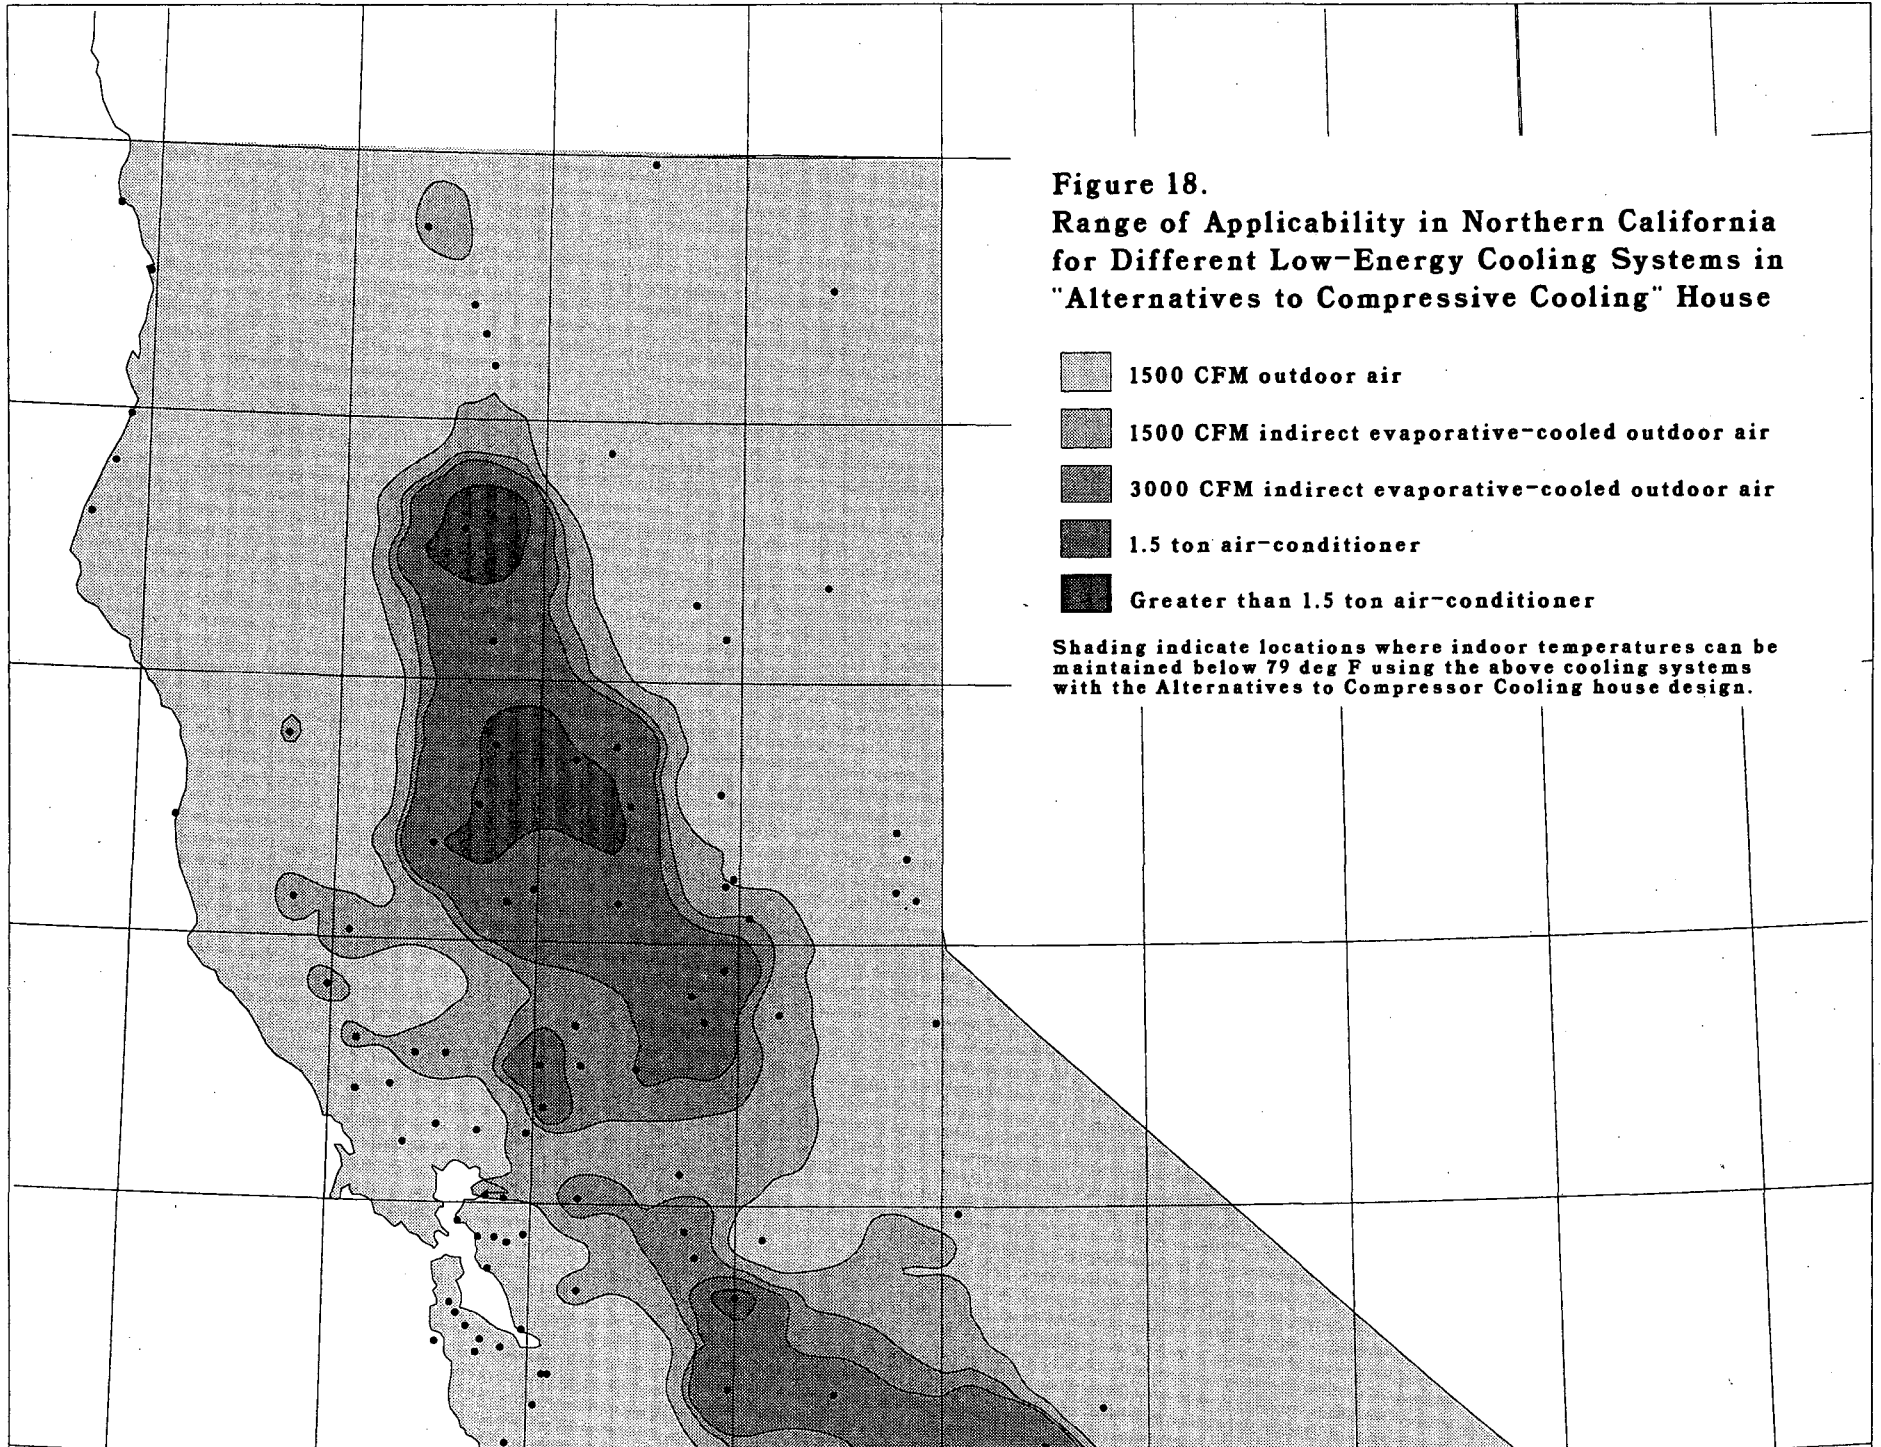 Figure 18.
Range of Applicability in Northern California
for Different Low-Energy Cooling Systems in
"Alternatives to Compressive Cooling" House
1500 CFM outdoor air
1500 CFM indirect evaporative-cooled outdoor air
3000 CFM indirect evaporative-cooled outdoor air
1.5 ton air-conditioner
Greater than 1.5 ton air-conditioner
Shading indicate locations where indoor temperatures can be
maintained below 79 deg F using the above cooling systems
with the Alternatives to Compressor Cooling house design.